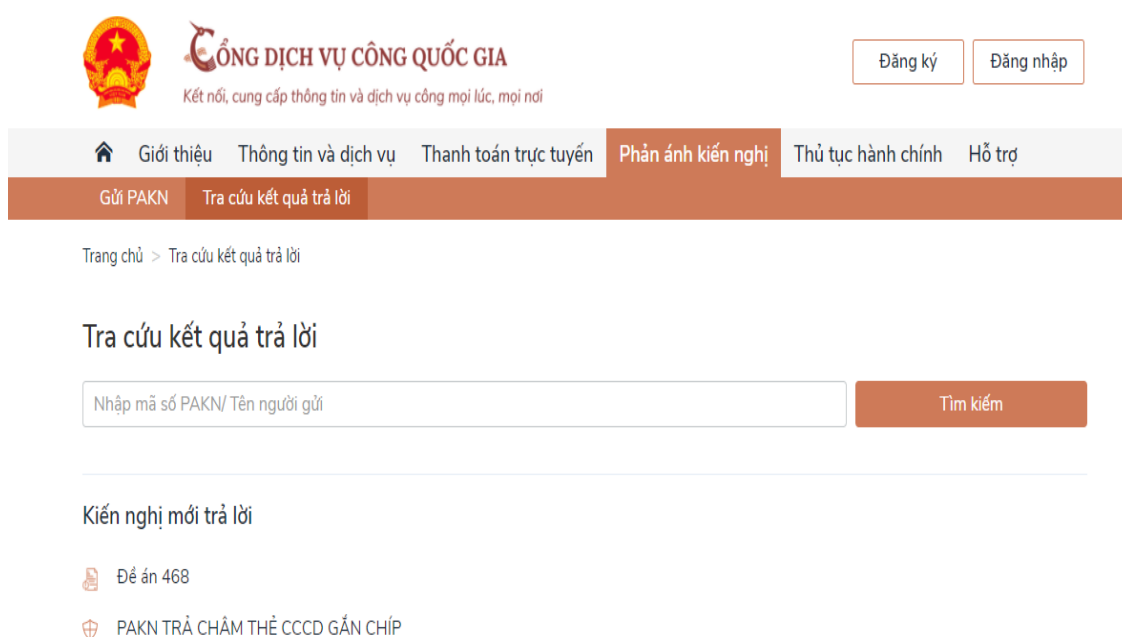 CỔNG DỊCH VỤ CÔNG QUỐC GIA
Kết nối, cung cấp thông tin và dịch vụ công mọi lúc, mọi nơi
Đăng ký Đăng nhập
Giới thiệu Thông tin và dịch vụ Thanh toán trực tuyến Phản ánh kiến nghị Thủ tục hành chính Hỗ trợ
Gửi PAKN Tra cứu kết quả trả lời
Trang chủ > Tra cứu kết quả trả lời
Tra cứu kết quả trả lời
Nhập mã số PAKN/ Tên người gửi Tìm kiếm
Kiến nghị mới trả lời
Đề án 468
PAKN TRẢ CHÂM THẺ CCCD GẮN CHÍP